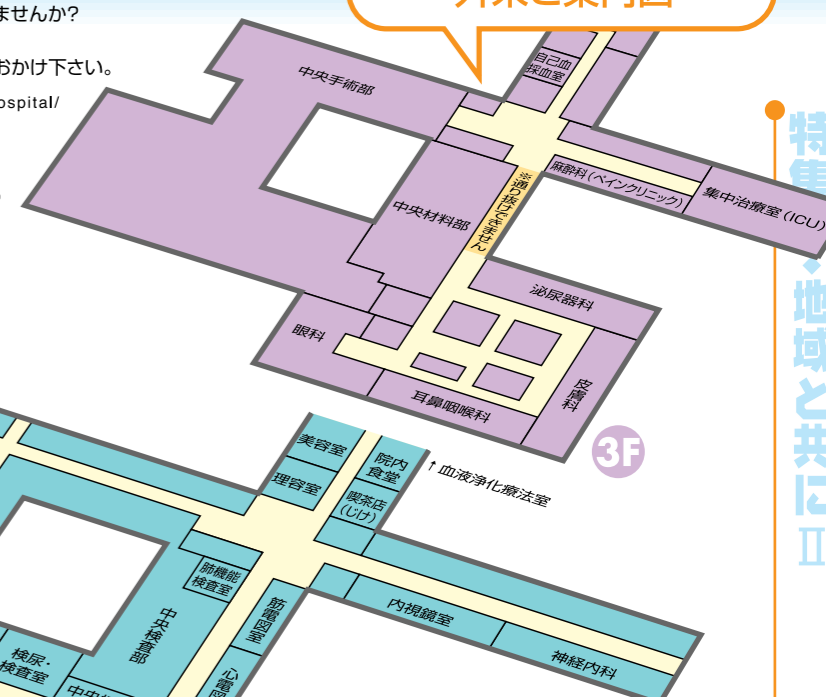 ませんか?
おかけ下さい。
ospital/
自己血
採血室
中央手術部
麻酔科(ペインクリニック)
集中治療室(ICU)
中央材料部
※通り抜けできません
泌尿器科
眼科
皮膚科
耳鼻咽喉科
3F
美容室
院内
食堂
理容室
喫茶店
(じけ)
↑血液浄化療法室
肺機能
検査室
筋電図室
内視鏡室
中央検査部
神経内科
検尿・
検査室
心電図
中央
地域と共に II